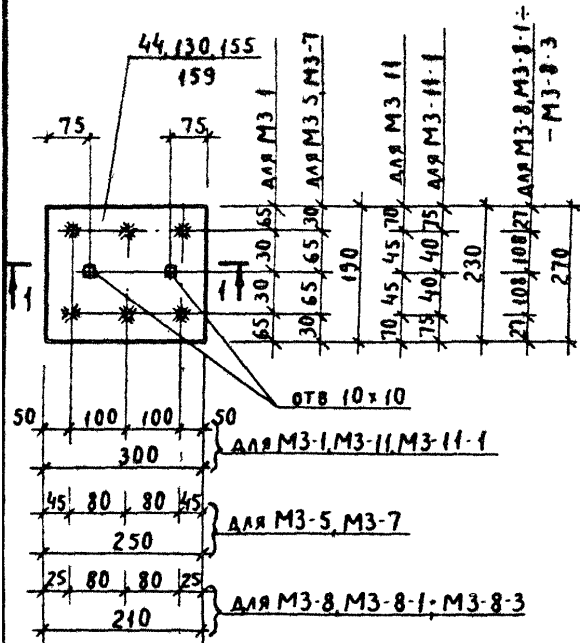 44, 130, 155
159
75 75
для М3 1
для М3 5, М3-7
для М3 11
для М3-11-1
для М3-8, М3-8-1 ÷
- М3-8-3
65 30 30 65
30 65 65 30
190
70 45 45 70
75 40 40 75
230
27 108 108 27
270
1 1
отв 10 х 10
50 100 100 50
300
для М3-1, М3-11, М3-11-1
45 80 80 45
250
для М3-5, М3-7
25 80 80 25
210
для М3-8, М3-8-1÷ М3-8-3